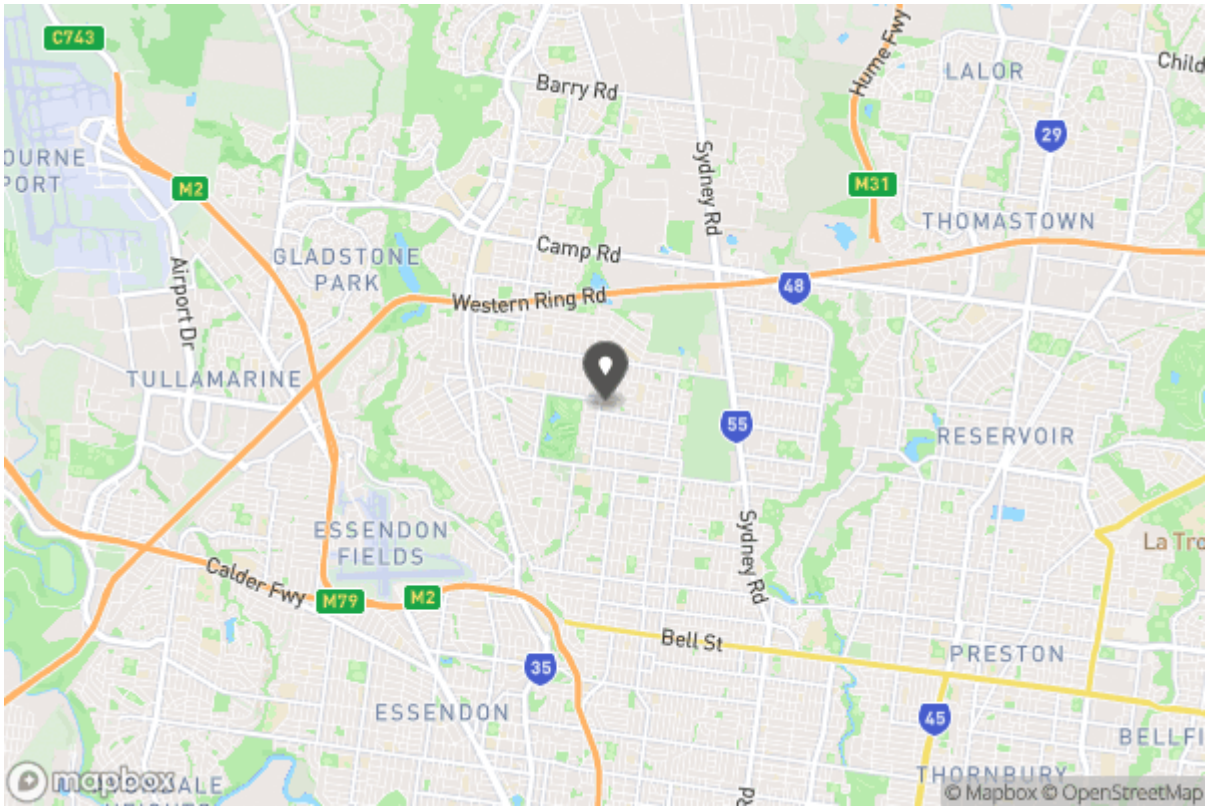 C743
Hume Fwy
LALOR
Child
Barry Rd
29
OURNE
PORT
M2
Sydney Rd
M31
THOMASTOWN
GLADSTONE
PARK
Camp Rd
Airport Dr
Western Ring Rd
48
TULLAMARINE
55
RESERVOIR
ESSENDON
FIELDS
Sydney Rd
La Tro
Calder Fwy
M79
M2
Bell St
35
PRESTON
ESSENDON
45
BELLFI
THORNBURY
mapbox
© Mapbox © OpenStreetMap